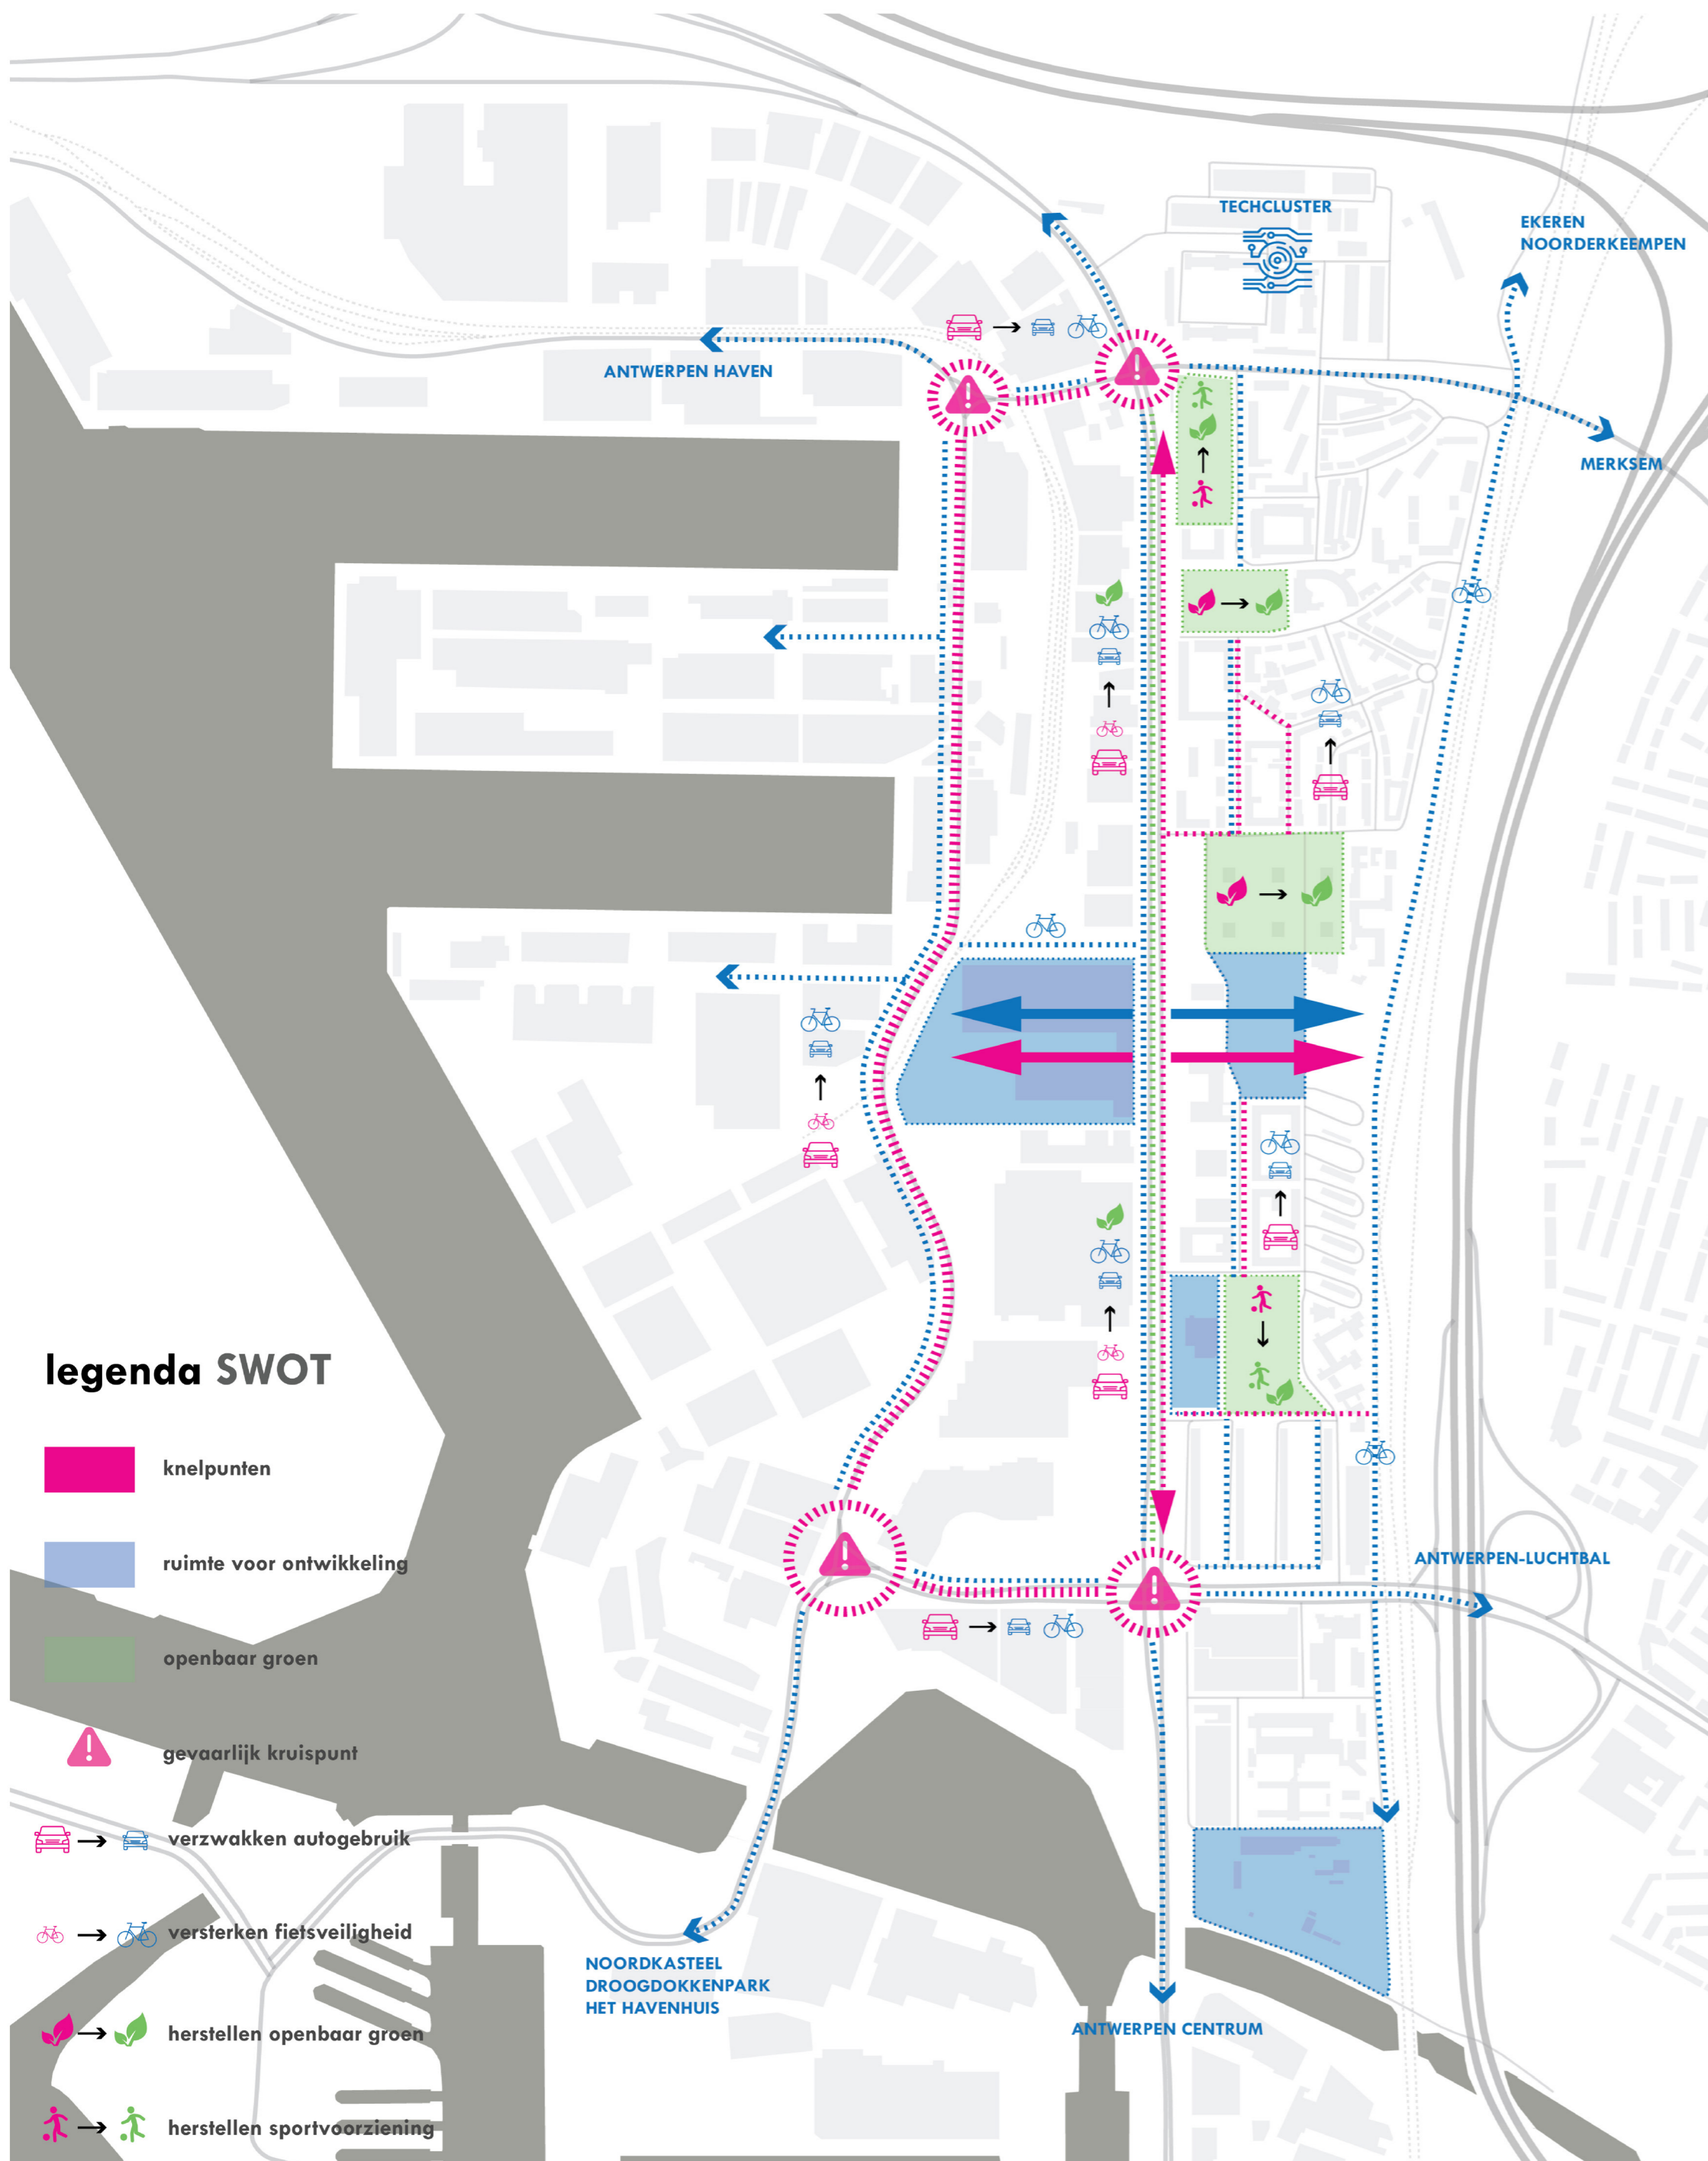 TECHCLUSTER
EKEREN
NOORDERKEEMPEN
ANTWERPEN HAVEN
MERKSEM
legenda SWOT
knelpunten
ruimte voor ontwikkeling
openbaar groen
gevaarlijk kruispunt
verzwakken autogebruik
versterken fietsveiligheid
herstellen openbaar groen
herstellen sportvoorziening
ANTWERPEN-LUCHTBAL
NOORDKASTEEL
DROOGDOKKENPARK
HET HAVENHUIS
ANTWERPEN CENTRUM